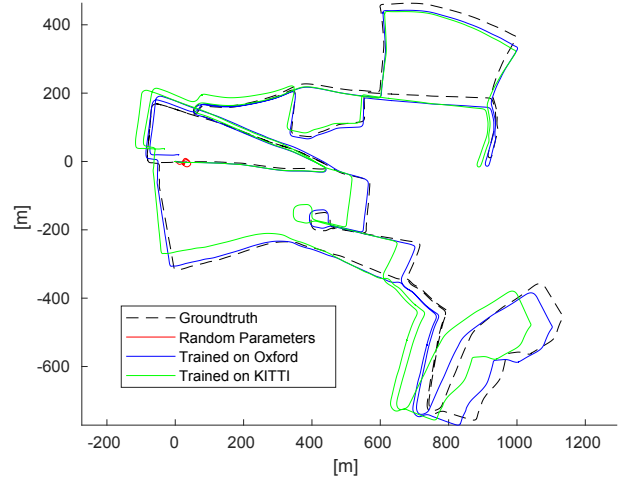 400
200
0
-200
-400
-600
[m]
Groundtruth
Random Parameters
Trained on Oxford
Trained on KITTI
-200 0 200 400 600 800 1000 1200
[m]